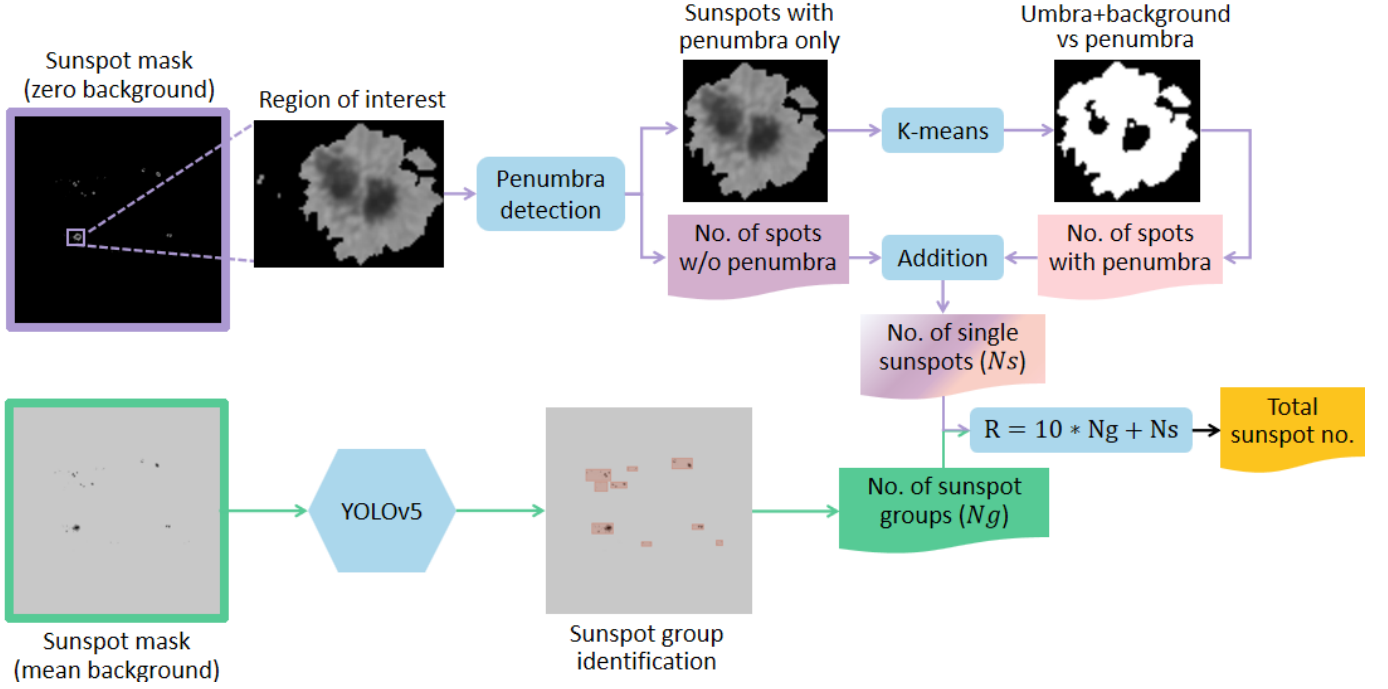 Sunspot mask
(zero background)
Region of interest
Penumbra
detection
Sunspots with
penumbra only
K-means
Umbra+background
vs penumbra
No. of spots
w/o penumbra
Addition
No. of spots
with penumbra
No. of single
sunspots (Ns)
R = 10 * Ng + Ns
Total
sunspot no.
No. of sunspot
groups (Ng)
YOLOv5
Sunspot mask
(mean background)
Sunspot group
identification